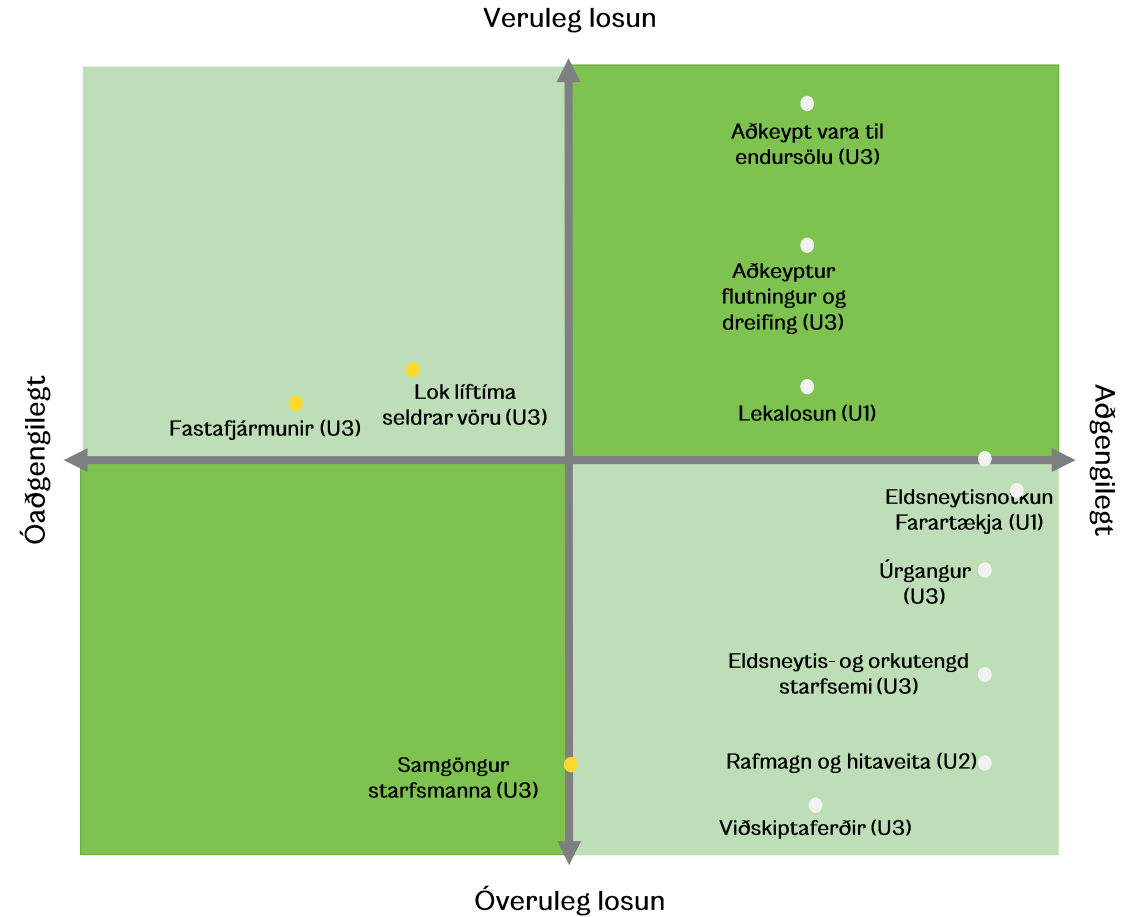 Veruleg losun
Aðkeypt vara til
endursölu (U3)
Aðkeyptur
flutningur og
dreifing (U3)
Lok líftíma
seldrar vöru (U3)
Fastafjármunir (U3)
Lekalosun (U1)
Óaðgengilegt
Aðgengilegt
Eldsneytisnotkun
Farartækja (U1)
Úrgangur
(U3)
Eldsneytis- og orkutengd
starfsemi (U3)
Samgöngur
starfsmanna (U3)
Rafmagn og hitaveita (U2)
Viðskiptaferðir (U3)
Óveruleg losun